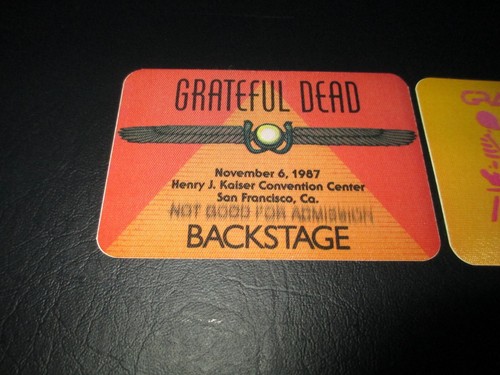 GRATEFUL DEAD
November 6, 1987
Henry J. Kaiser Convention Center
San Francisco, Ca.
NOT GOOD FOR ADMISSION
BACKSTAGE